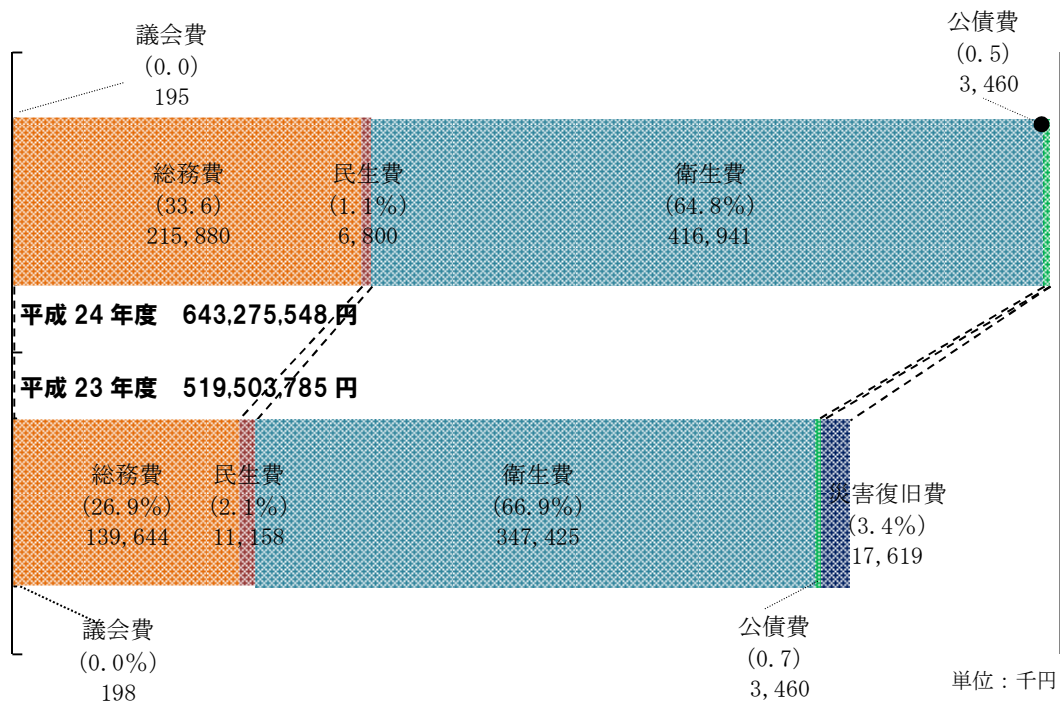 議会費
(0.0)
195
公債費
(0.5)
3,460
総務費
(33.6)
215,880
民生費
(1.1%)
6,800
衛生費
(64.8%)
416,941
平成 24 年度　643,275,548 円
平成 23 年度　519,503,785 円
総務費
(26.9%)
139,644
民生費
(2.1%)
11,158
衛生費
(66.9%)
347,425
災害復旧費
(3.4%)
17,619
議会費
(0.0%)
198
公債費
(0.7)
3,460
単位：千円